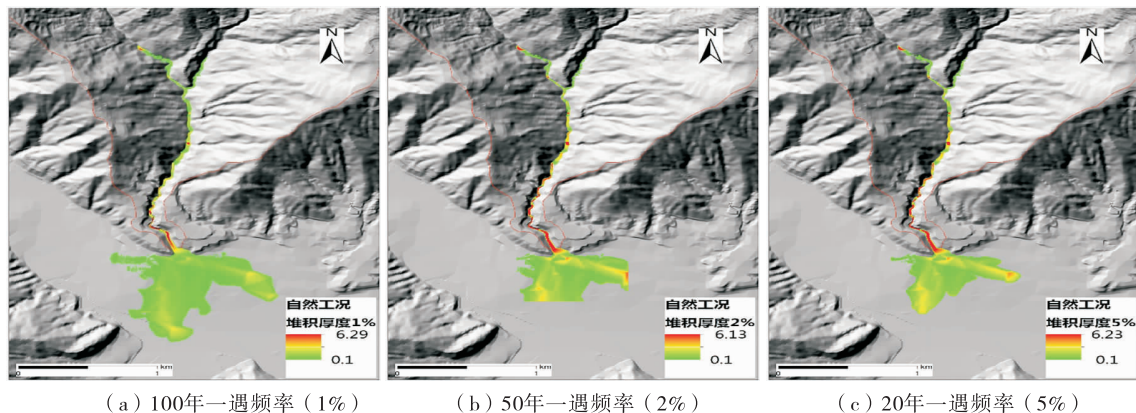 N
自然工况
堆积厚度1%
6.29
0.1
0 1 km
(a)100年一遇频率(1%)
N
自然工况
堆积厚度2%
6.13
0.1
0 1 km
(b)50年一遇频率(2%)
N
自然工况
堆积厚度5%
6.23
0.1
0 1 km
(c)20年一遇频率(5%)